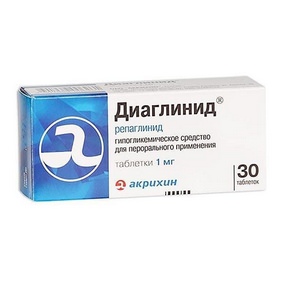 Диаглинид®
репаглинид
гипогликемическое средство
для перорального применения
таблетки 1 мг
акрихин
30
таблеток